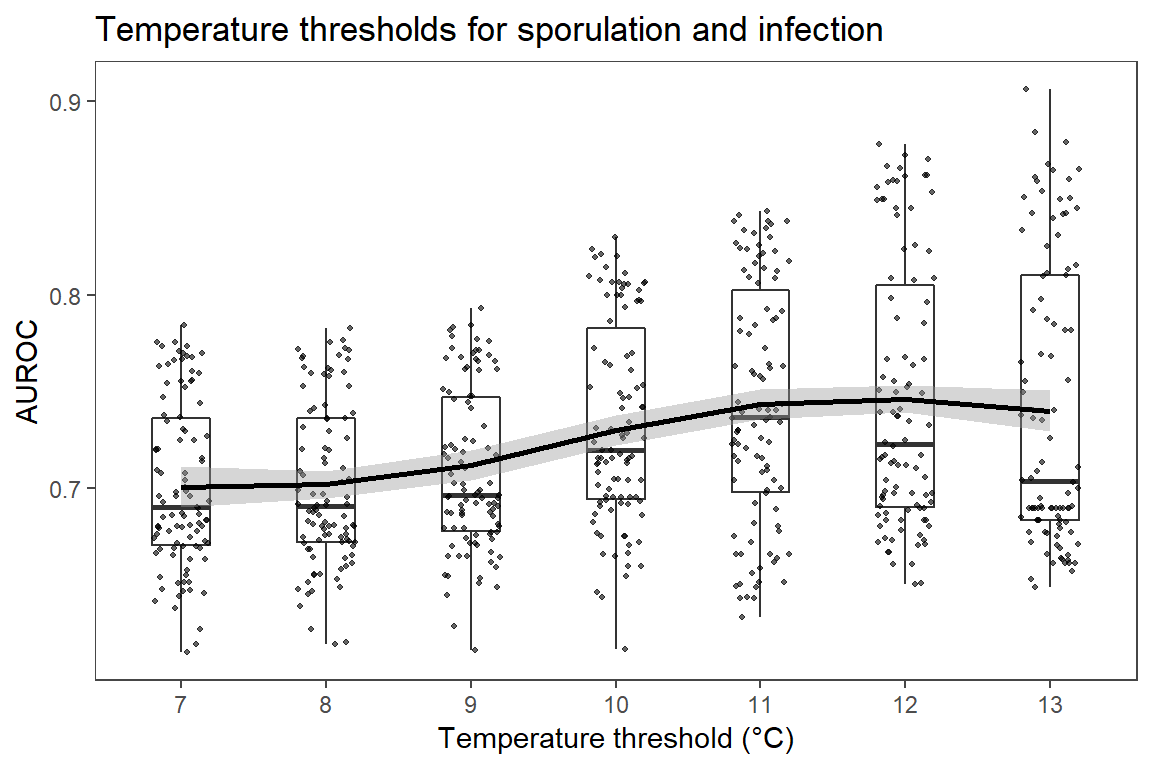 Temperature thresholds for sporulation and infection
0.9
0.8
0.7
AUROC
7 8 9 10 11 12 13
Temperature threshold (°C)